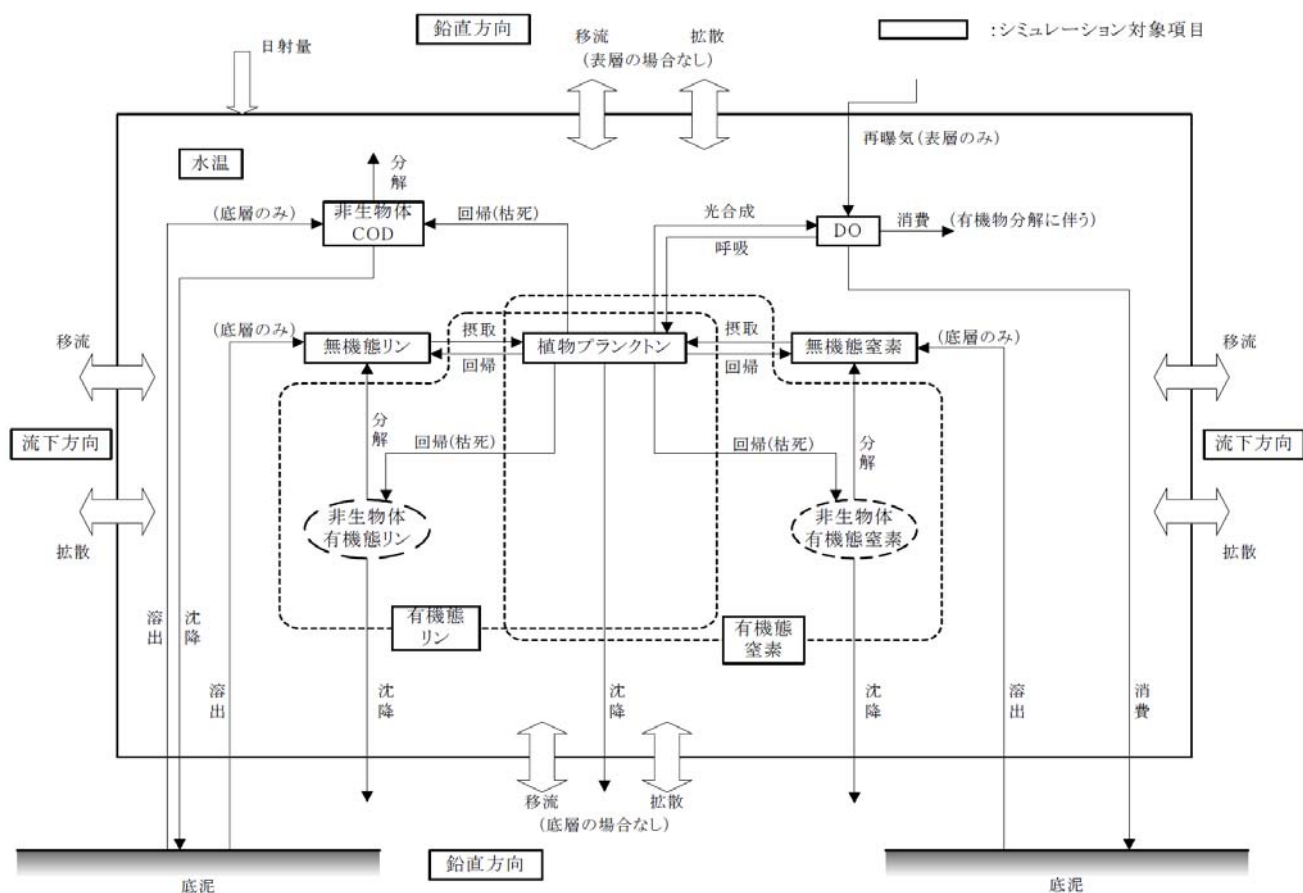 鉛直方向
:シミュレーション対象項目
日射量
移流
拡散
(表層の場合なし)
再曝気(表層のみ)
水温
分解
(底層のみ)
非生物体
COD
回帰(枯死)
光合成
呼吸
DO
消費
(有機物分解に伴う)
移流
(底層のみ)
無機態リン
摂取
回帰
植物プランクトン
摂取
回帰
無機態窒素
(底層のみ)
移流
流下方向
分解
回帰(枯死)
回帰(枯死)
分解
流下方向
非生物体
有機態リン
非生物体
有機態窒素
拡散
拡散
溶出
沈降
有機態
リン
有機態
窒素
溶出
沈降
沈降
沈降
溶出
消費
移流
拡散
(底層の場合なし)
鉛直方向
底泥
底泥